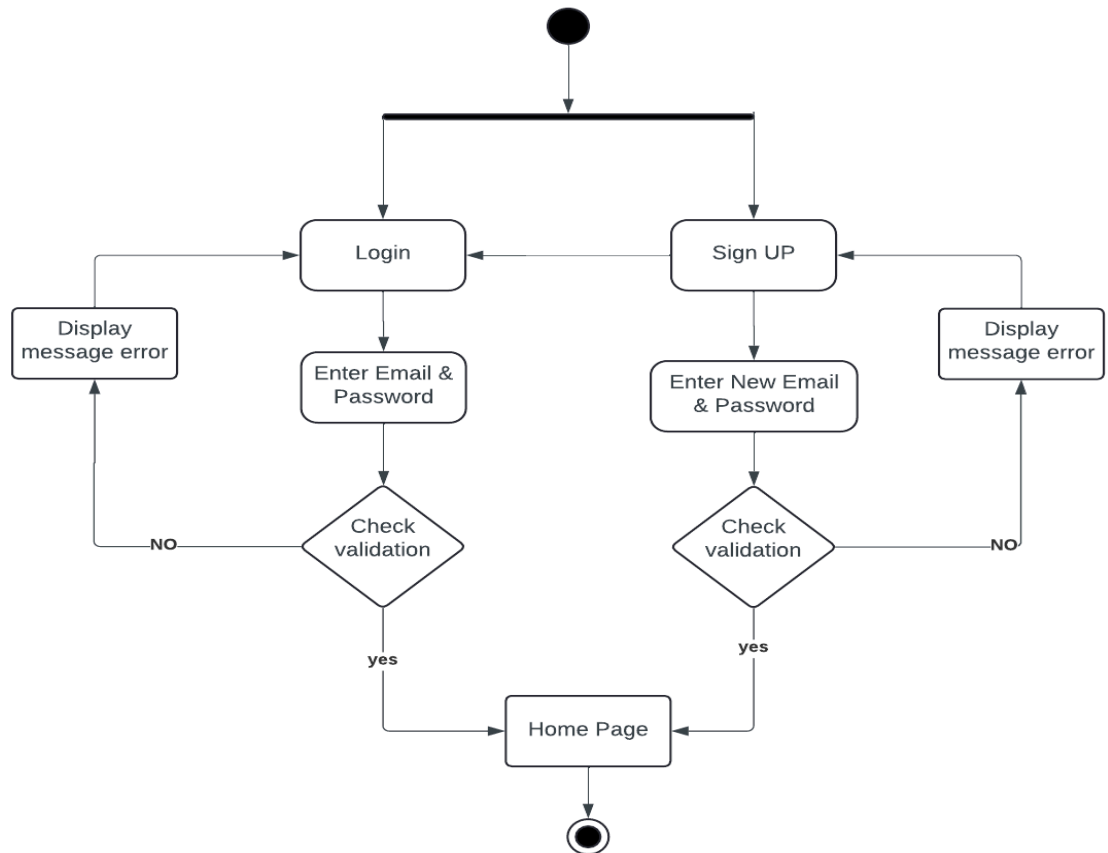 Login
Sign UP
Display
message error
Display
message error
Enter Email &
Password
Enter New Email
& Password
Check
validation
Check
validation
NO
NO
yes
yes
Home Page